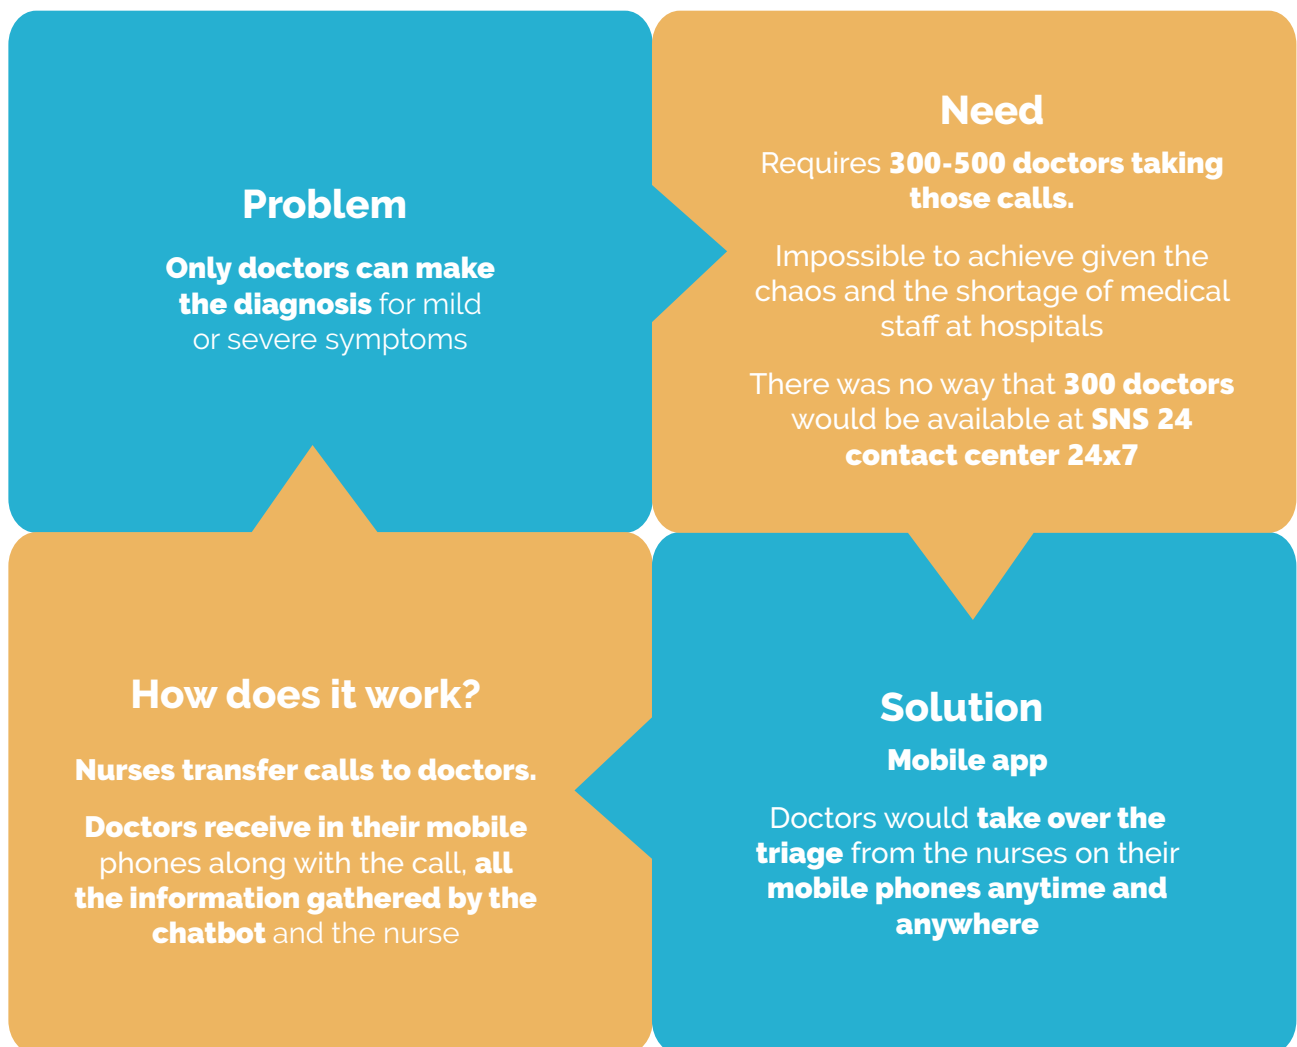 Problem
Only doctors can make
the diagnosis for mild
or severe symptoms
Need
Requires 300-500 doctors taking
those calls.
Impossible to achieve given the
chaos and the shortage of medical
staff at hospitals
There was no way that 300 doctors
would be available at SNS 24
contact center 24x7
Solution
Mobile app
Doctors would take over the
triage from the nurses on their
mobile phones anytime and
anywhere
How does it work?
Nurses transfer calls to doctors.
Doctors receive in their mobile
phones along with the call, all
the information gathered by the
chatbot and the nurse